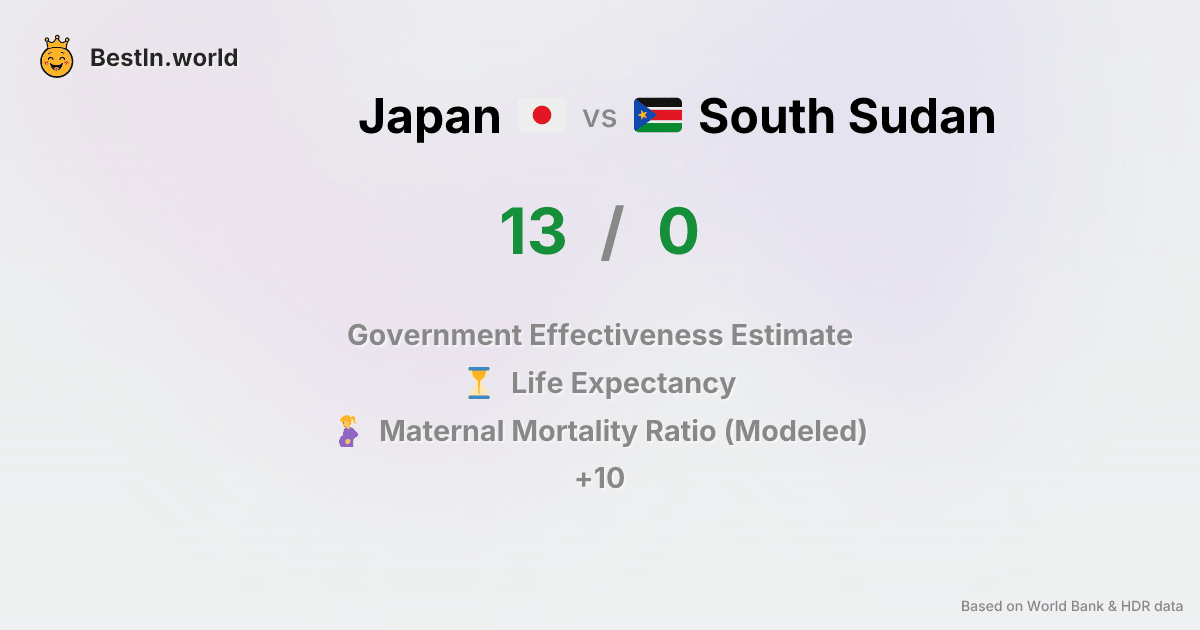 BestIn.world
Japan vs South Sudan
13 / 0
Government Effectiveness Estimate
Life Expectancy
Maternal Mortality Ratio (Modeled)
+10
Based on World Bank & HDR data